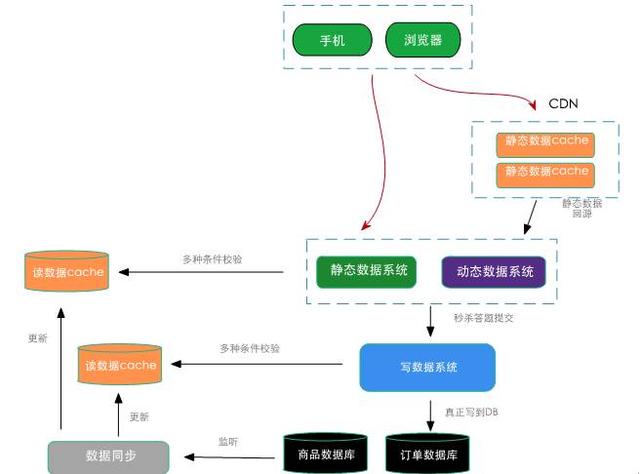 手机
浏览器
CDN
静态数据cache
静态数据cache
静态数据
回源
静态数据系统
动态数据系统
多种条件校验
读数据cache
秒杀答题提交
更新
多种条件校验
读数据cache
写数据系统
更新
真正写到DB
监听
数据同步
商品数据库
订单数据库